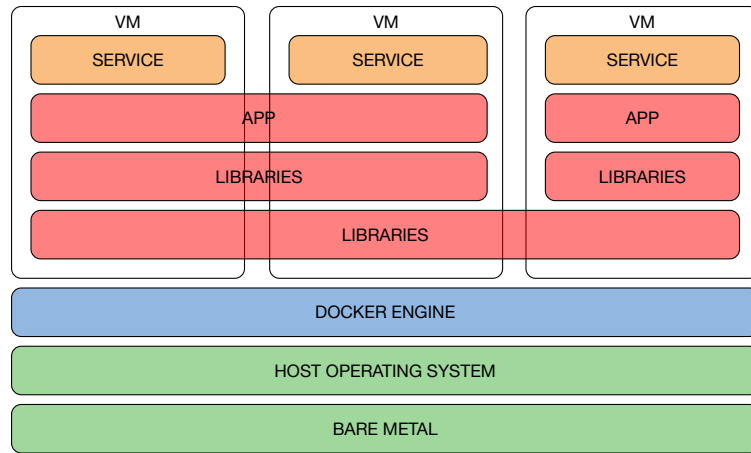 VM
VM
VM
SERVICE
SERVICE
SERVICE
APP
APP
LIBRARIES
LIBRARIES
LIBRARIES
DOCKER ENGINE
HOST OPERATING SYSTEM
BARE METAL